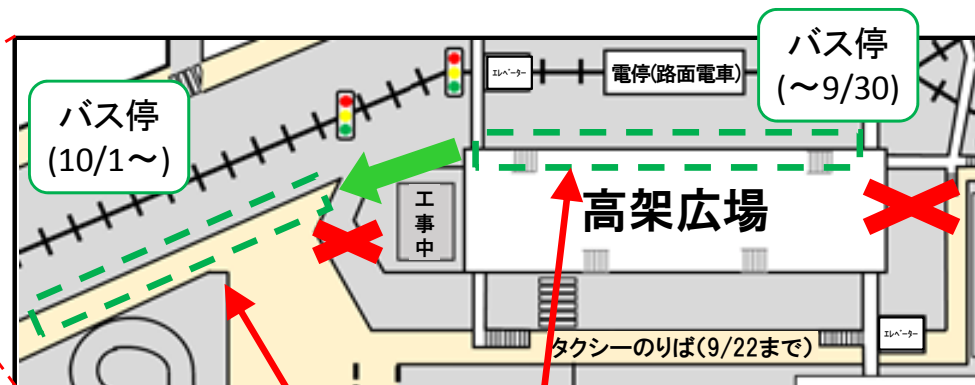 バス停
(～9/30)
エレベーター
電停(路面電車)
バス停
(10/1～)
工
事
中
高架広場
エレベーター
タクシーのりば(9/22まで)